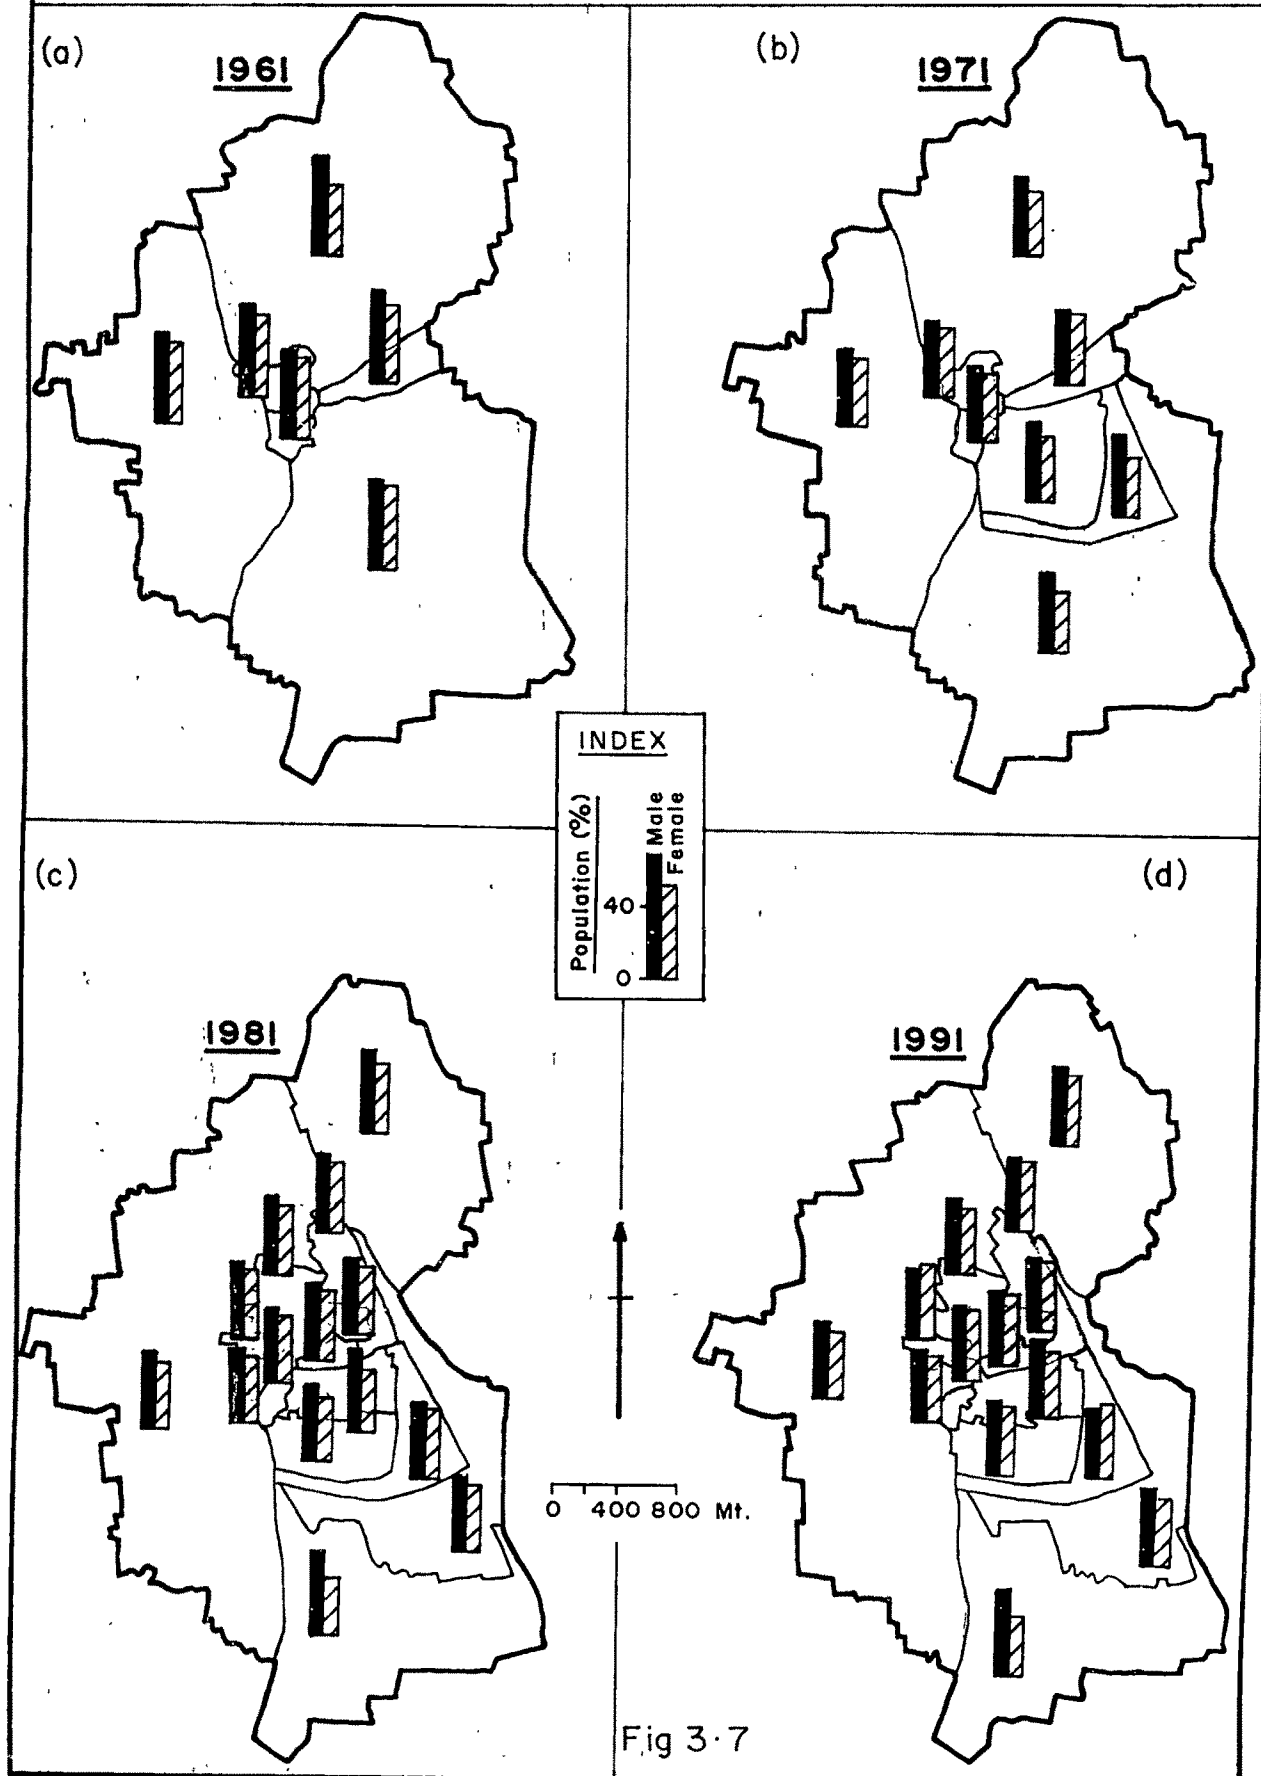 (a)
1961
(b)
1971
INDEX
Population (%)
Male
Female
40
0
(c)
1981
(d)
1991
0 400 800 Mt.
Fig 3·7